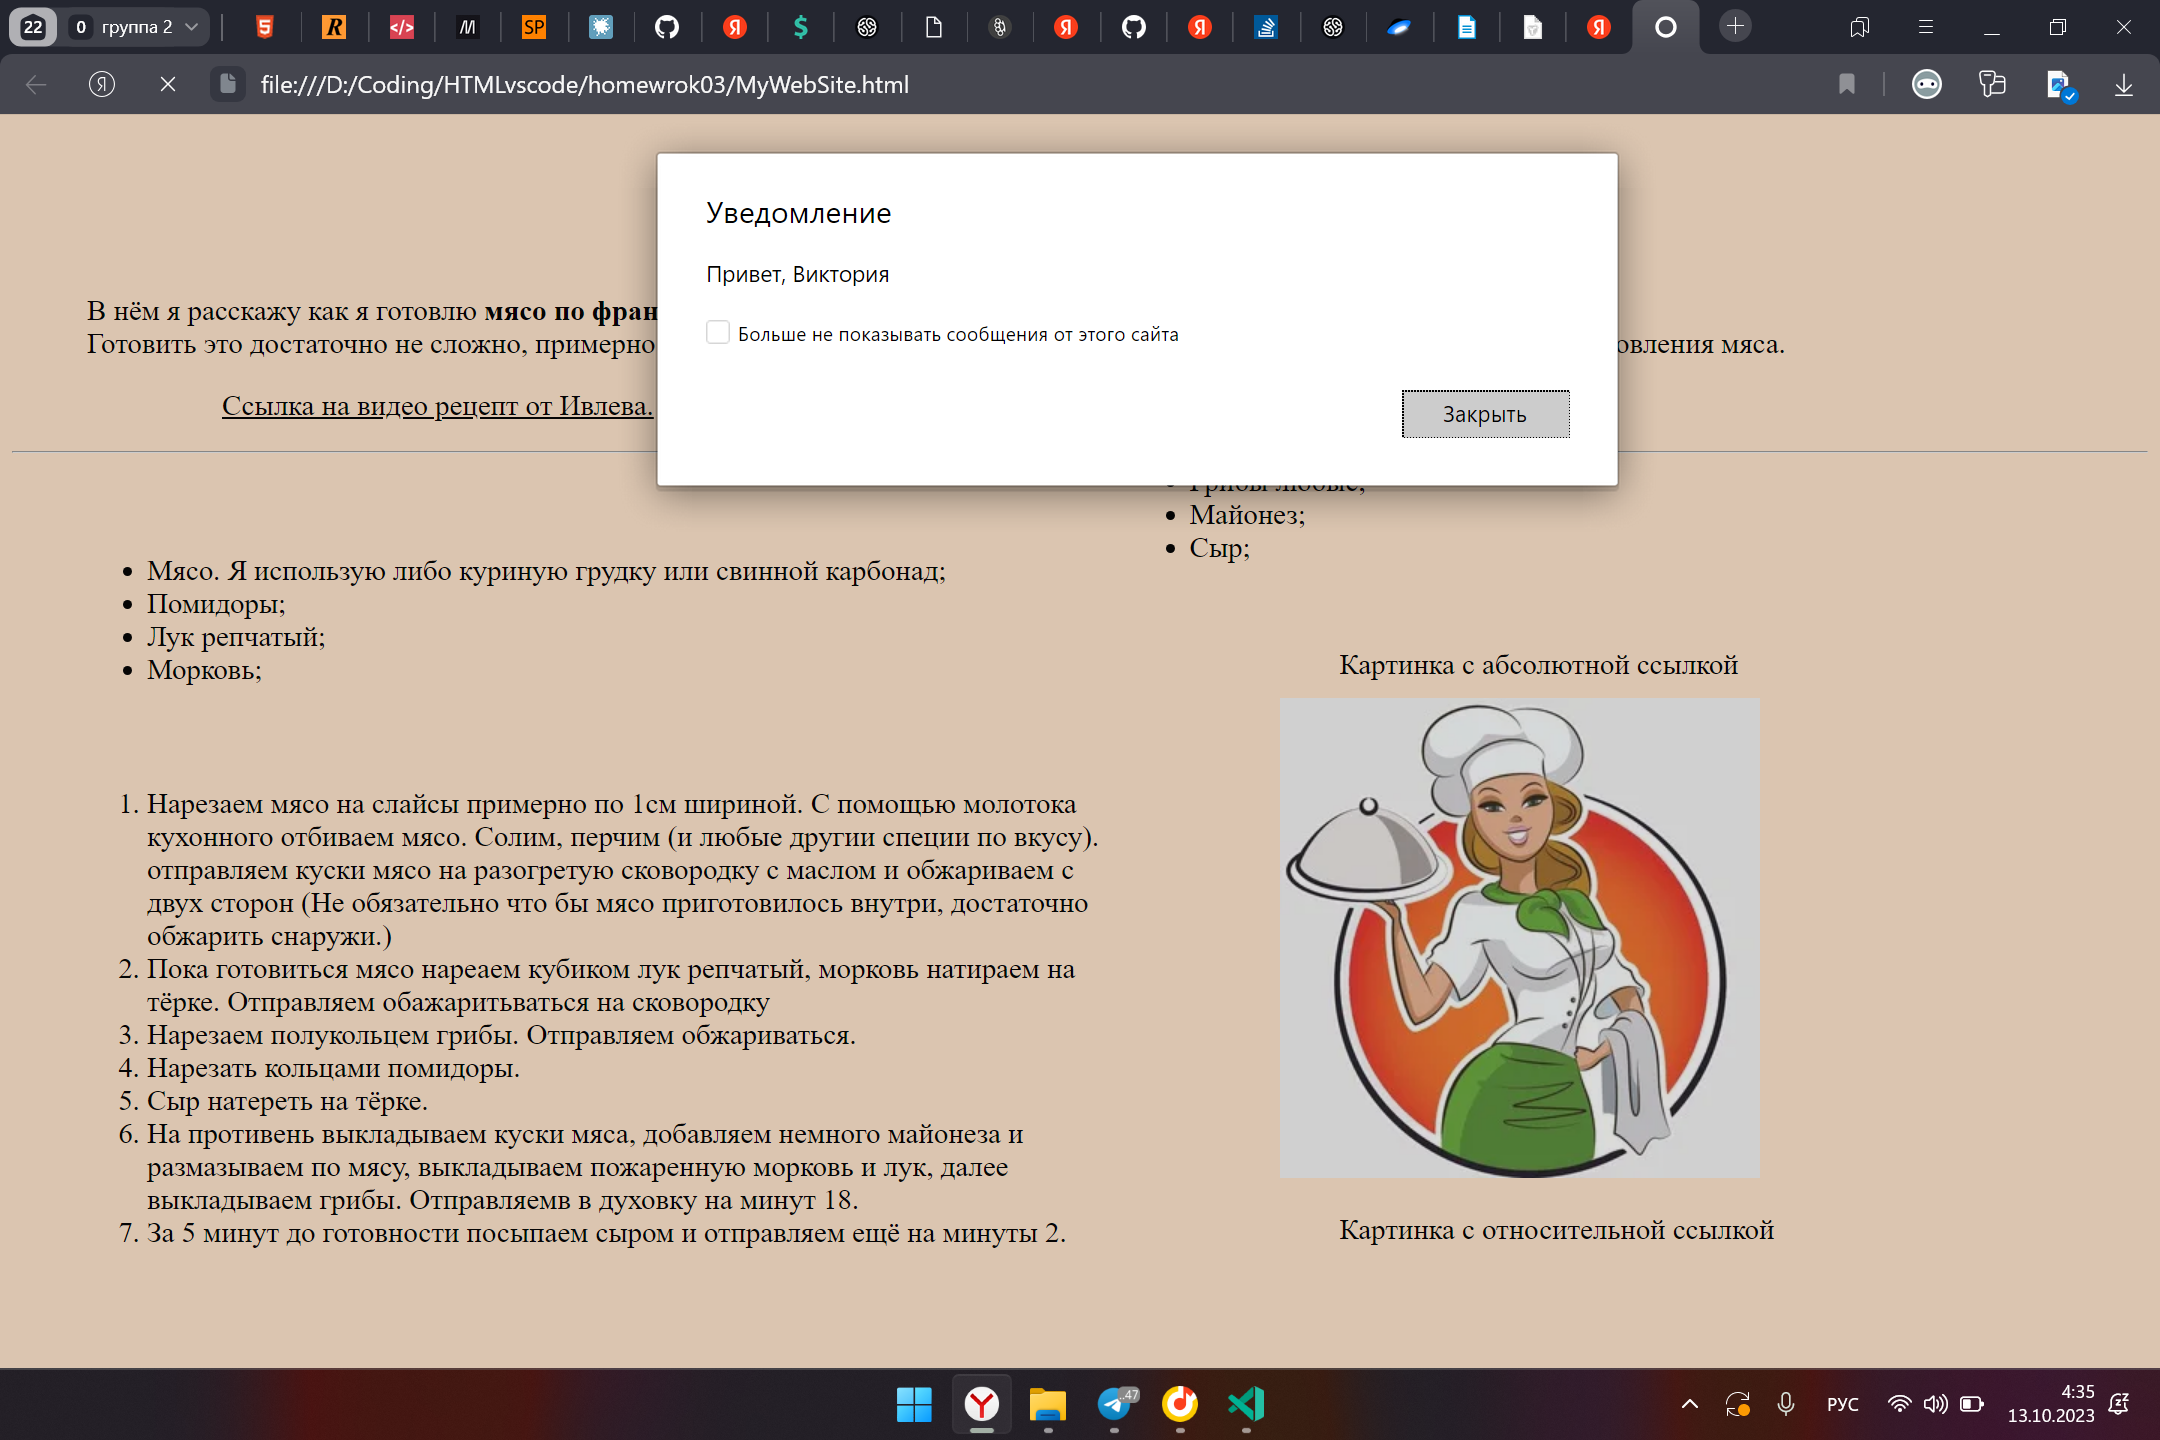 22
0 группа 2
SP
file:///D:/Coding/HTMLvscode/homewrok03/MyWebSite.html
Уведомление
Привет, Виктория
Больше не показывать сообщения от этого сайта
Закрыть
В нём я расскажу как я готовлю мясо по фран
Готовить это достаточно не сложно, примерно
овления мяса.
Ссылка на видео рецепт от Ивлева.
Грибы любые;
Майонез;
Сыр;
Мясо. Я использую либо куриную грудку или свинной карбонад;
Помидоры;
Лук репчатый;
Морковь;
Картинка с абсолютной ссылкой
1. Нарезаем мясо на слайсы примерно по 1см шириной. С помощью молотока
кухонного отбиваем мясо. Солим, перчим (и любые другии специи по вкусу).
отправляем куски мясо на разогретую сковородку с маслом и обжариваем с
двух сторон (Не обязательно что бы мясо приготовилось внутри, достаточно
обжарить снаружи.)
2. Пока готовиться мясо нареаем кубиком лук репчатый, морковь натираем на
тёрке. Отправляем обажаритьваться на сковородку
3. Нарезаем полукольцем грибы. Отправляем обжариваться.
4. Нарезать кольцами помидоры.
5. Сыр натереть на тёрке.
6. На противень выкладываем куски мяса, добавляем немного майонеза и
размазываем по мясу, выкладываем пожаренную морковь и лук, далее
выкладываем грибы. Отправляемв в духовку на минут 18.
7. За 5 минут до готовности посыпаем сыром и отправляем ещё на минуты 2.
Картинка с относительной ссылкой
..47
РУС
4:35
13.10.2023